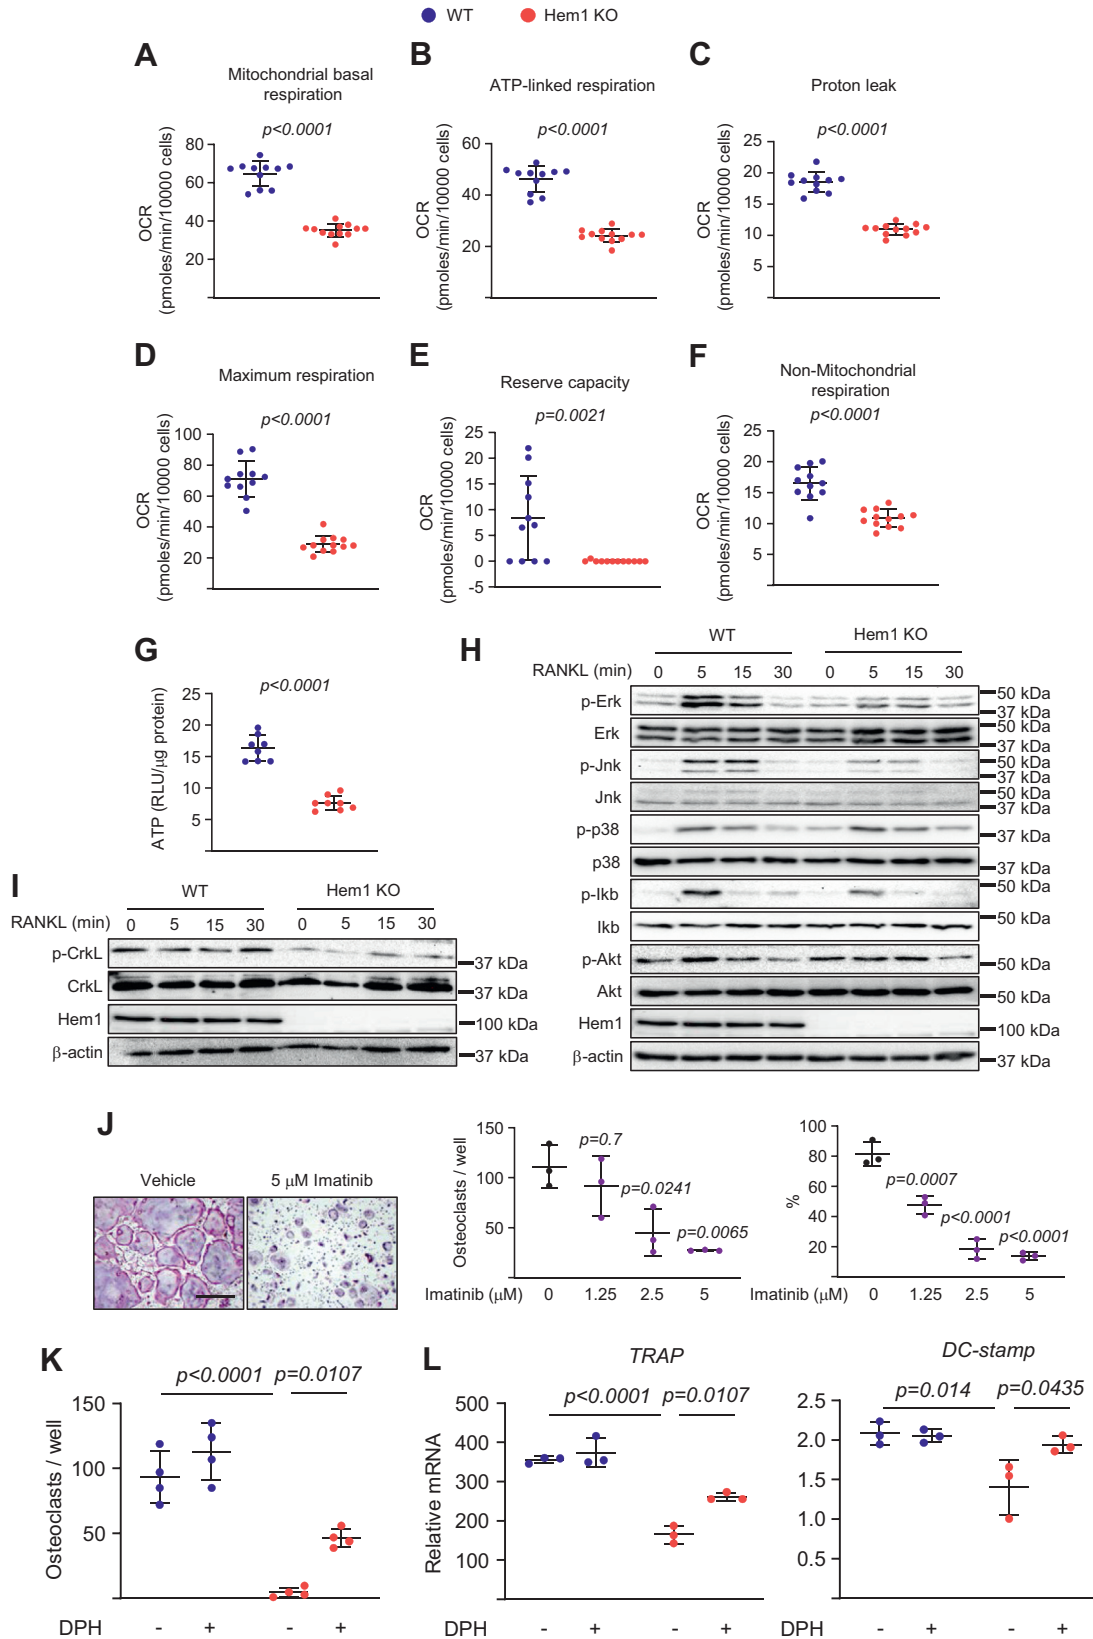 WT Hem1 KO
A
Mitochondrial basal
respiration
p<0.0001
OCR
(pmoles/min/10000 cells)
80
60
40
20
B
ATP-linked respiration
p<0.0001
OCR
(pmoles/min/10000 cells)
60
40
20
C
Proton leak
p<0.0001
OCR
(pmoles/min/10000 cells)
25
20
15
10
5
D
Maximum respiration
p<0.0001
OCR
(pmoles/min/10000 cells)
100
80
60
40
20
E
Reserve capacity
p=0.0021
OCR
(pmoles/min/10000 cells)
25
20
15
10
5
0
-5
F
Non-Mitochondrial
respiration
p<0.0001
OCR
(pmoles/min/10000 cells)
25
20
15
10
5
G
p<0.0001
ATP (RLU/μg protein)
25
20
15
10
5
H
WT Hem1 KO
RANKL (min) 0 5 15 30 0 5 15 30
p-Erk 50 kDa
37 kDa
Erk 50 kDa
37 kDa
p-Jnk 50 kDa
37 kDa
Jnk 50 kDa
37 kDa
p-p38 37 kDa
p38 37 kDa
p-Ikb 50 kDa
Ikb 50 kDa
p-Akt 50 kDa
Akt 50 kDa
Hem1 100 kDa
β-actin 37 kDa
I
WT Hem1 KO
RANKL (min) 0 5 15 30 0 5 15 30
p-CrkL 37 kDa
CrkL 37 kDa
Hem1 100 kDa
β-actin 37 kDa
J
Vehicle 5 μM Imatinib
Osteoclasts / well
150
100
50
p=0.7
p=0.0241
p=0.0065
Imatinib (μM) 0 1.25 2.5 5
%
100
80
60
40
20
p=0.0007
p<0.0001
p<0.0001
Imatinib (μM) 0 1.25 2.5 5
K
p<0.0001 p=0.0107
Osteoclasts / well
150
100
50
DPH - + - +
L
TRAP
p<0.0001 p=0.0107
Relative mRNA
500
400
300
200
100
DPH - + - +
DC-stamp
p=0.014 p=0.0435
2.5
2.0
1.5
1.0
0.5
0
- + - +